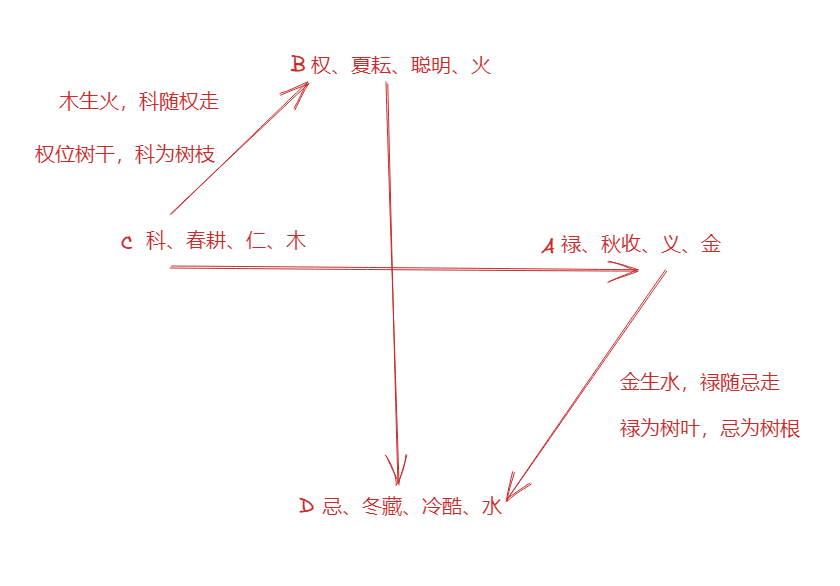 B 权、夏耘、聪明、火
木生火，科随权走
权位树干，科为树枝
C 科、春耕、仁、木
A 禄、秋收、义、金
金生水，禄随忌走
禄为树叶，忌为树根
D 忌、冬藏、冷酷、水